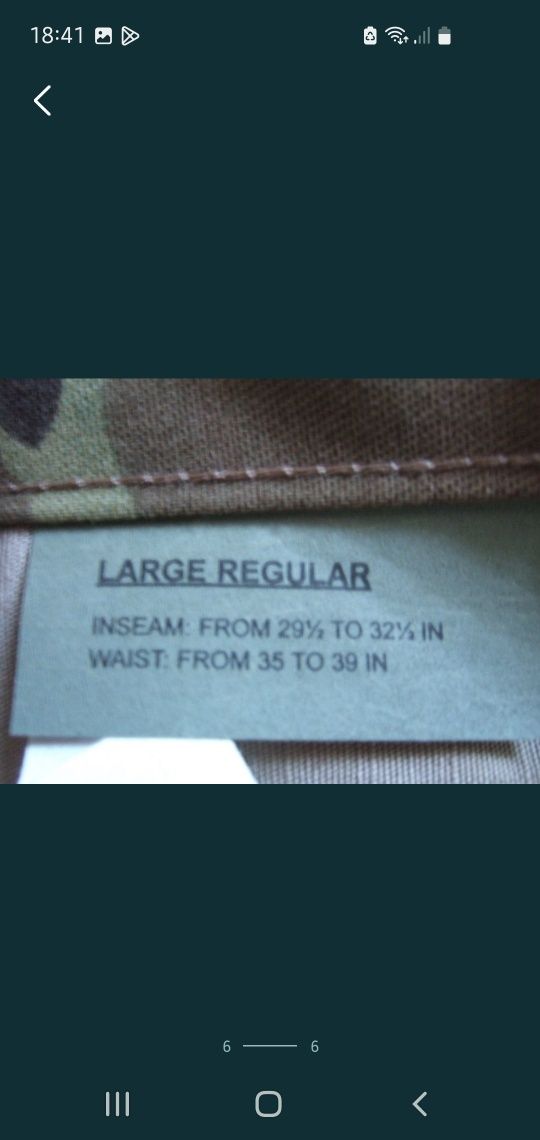 18:41
LARGE REGULAR
INSEAM: FROM 29½ TO 32½ IN
WAIST: FROM 35 TO 39 IN
6 6